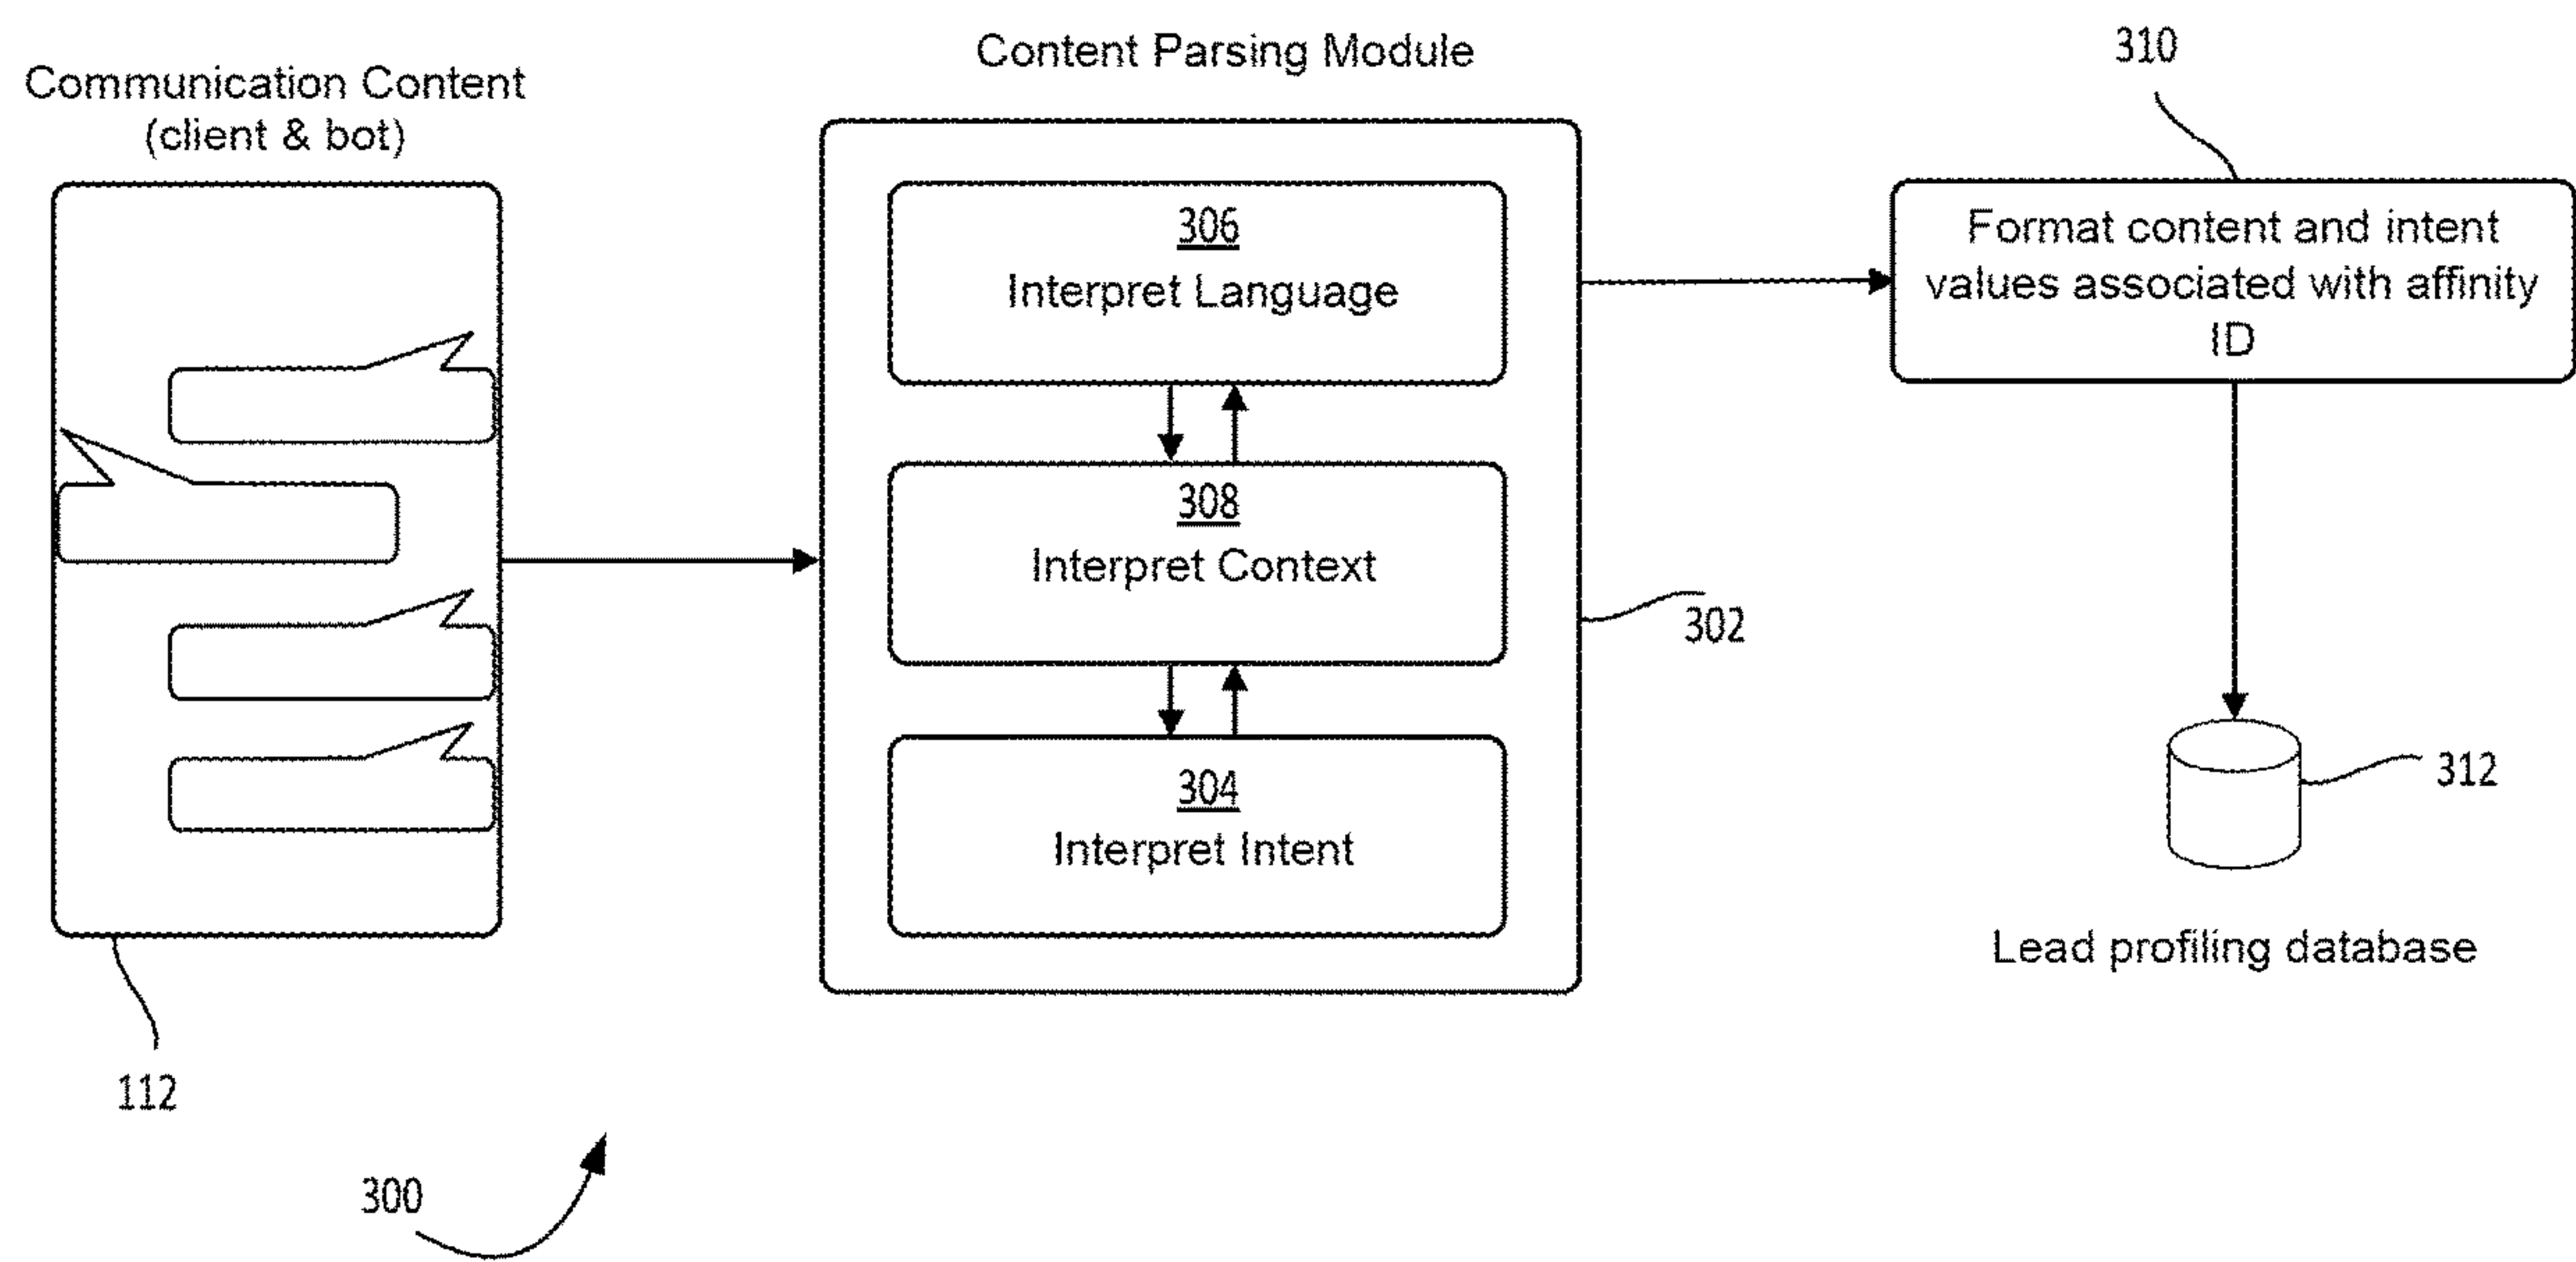 Communication Content
(client & bot)
112
300
Content Parsing Module
306
Interpret Language
308
Interpret Context
304
Interpret Intent
302
310
Format content and intent
values associated with affinity
ID
312
Lead profiling database